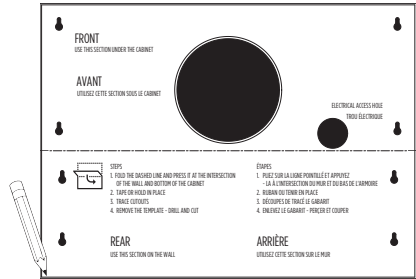 FRONT
USE THIS SECTION UNDER THE CABINET
AVANT
UTILISEZ CETTE SECTION SOUS LE CABINET
ELECTRICAL ACCESS HOLE
TROU ÉLECTRIQUE
STEPS
1. FOLD THE DASHED LINE AND PRESS IT AT THE INTERSECTION
OF THE WALL AND BOTTOM OF THE CABINET
2. TAPE OR HOLD IN PLACE
3. TRACE CUTOUTS
4. REMOVE THE TEMPLATE - DRILL AND CUT
ÉTAPES
1. PLIEZ SUR LA LIGNE POINTILLÉ ET APPUYEZ
- LA À L'INTERSECTION DU MUR ET DU BAS DE L'ARMOIRE
2. RUBAN OU TENIR EN PLACE
3. DÉCOUPES DE TRACÉ LE GABARIT
4. ENLEVEZ LE GABARIT - PERÇER ET COUPER
REAR
USE THIS SECTION ON THE WALL
ARRIÈRE
UTILISEZ CETTE SECTION SUR LE MUR